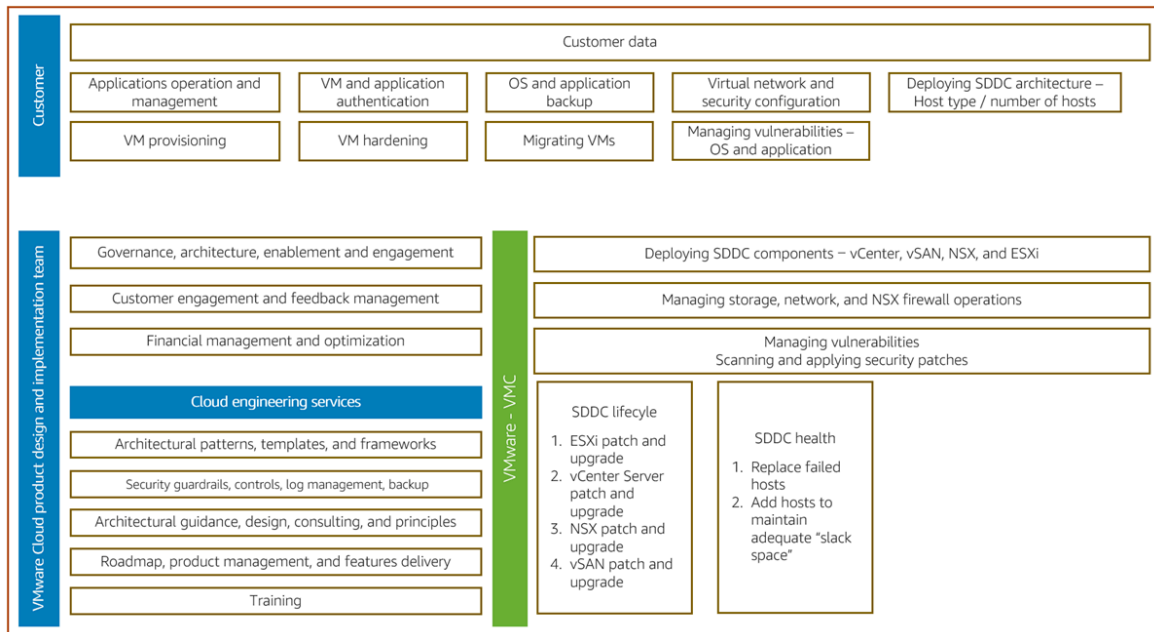 Customer
Customer data
Applications operation and
management
VM and application
authentication
OS and application
backup
Virtual network and
security configuration
Deploying SDDC architecture –
Host type / number of hosts
VM provisioning
VM hardening
Migrating VMs
Managing vulnerabilities –
OS and application
VMware Cloud product design and implementation team
Governance, architecture, enablement and engagement
Customer engagement and feedback management
Financial management and optimization
Cloud engineering services
Architectural patterns, templates, and frameworks
Security guardrails, controls, log management, backup
Architectural guidance, design, consulting, and principles
Roadmap, product management, and features delivery
Training
VMware - VMC
Deploying SDDC components – vCenter, vSAN, NSX, and ESXi
Managing storage, network, and NSX firewall operations
Managing vulnerabilities
Scanning and applying security patches
SDDC lifecyle
1. ESXi patch and
upgrade
2. vCenter Server
patch and
upgrade
3. NSX patch and
upgrade
4. vSAN patch and
upgrade
SDDC health
1. Replace failed
hosts
2. Add hosts to
maintain
adequate “slack
space”